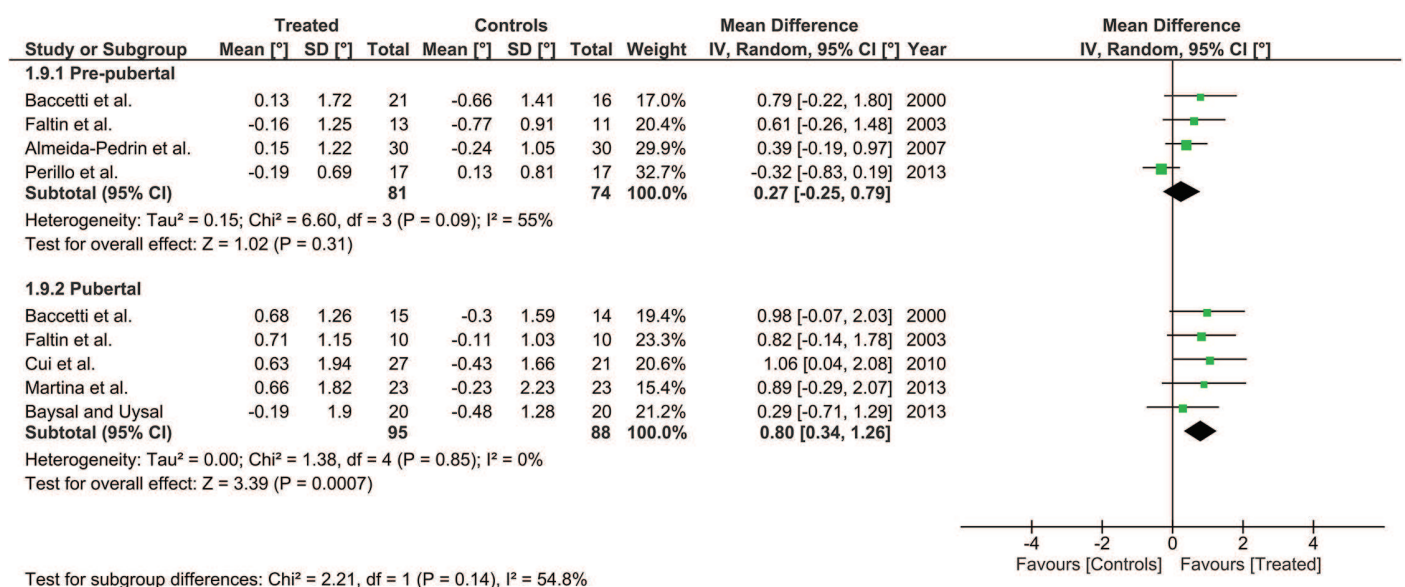 Treated Controls Mean Difference Mean Difference
Study or Subgroup Mean [°] SD [°] Total Mean [°] SD [°] Total Weight IV, Random, 95% CI [°] Year IV, Random, 95% CI [°]
1.9.1 Pre-pubertal
Baccetti et al. 0.13 1.72 21 -0.66 1.41 16 17.0% 0.79 [-0.22, 1.80] 2000
Faltin et al. -0.16 1.25 13 -0.77 0.91 11 20.4% 0.61 [-0.26, 1.48] 2003
Almeida-Pedrin et al. 0.15 1.22 30 -0.24 1.05 30 29.9% 0.39 [-0.19, 0.97] 2007
Perillo et al. -0.19 0.69 17 0.13 0.81 17 32.7% -0.32 [-0.83, 0.19] 2013
Subtotal (95% CI) 81 74 100.0% 0.27 [-0.25, 0.79]
Heterogeneity: Tau² = 0.15; Chi² = 6.60, df = 3 (P = 0.09); I² = 55%
Test for overall effect: Z = 1.02 (P = 0.31)
1.9.2 Pubertal
Baccetti et al. 0.68 1.26 15 -0.3 1.59 14 19.4% 0.98 [-0.07, 2.03] 2000
Faltin et al. 0.71 1.15 10 -0.11 1.03 10 23.3% 0.82 [-0.14, 1.78] 2003
Cui et al. 0.63 1.94 27 -0.43 1.66 21 20.6% 1.06 [0.04, 2.08] 2010
Martina et al. 0.66 1.82 23 -0.23 2.23 23 15.4% 0.89 [-0.29, 2.07] 2013
Baysal and Uysal -0.19 1.9 20 -0.48 1.28 20 21.2% 0.29 [-0.71, 1.29] 2013
Subtotal (95% CI) 95 88 100.0% 0.80 [0.34, 1.26]
Heterogeneity: Tau² = 0.00; Chi² = 1.38, df = 4 (P = 0.85); I² = 0%
Test for overall effect: Z = 3.39 (P = 0.0007)
-4 -2 0 2 4
Favours [Controls] Favours [Treated]
Test for subgroup differences: Chi² = 2.21, df = 1 (P = 0.14), I² = 54.8%